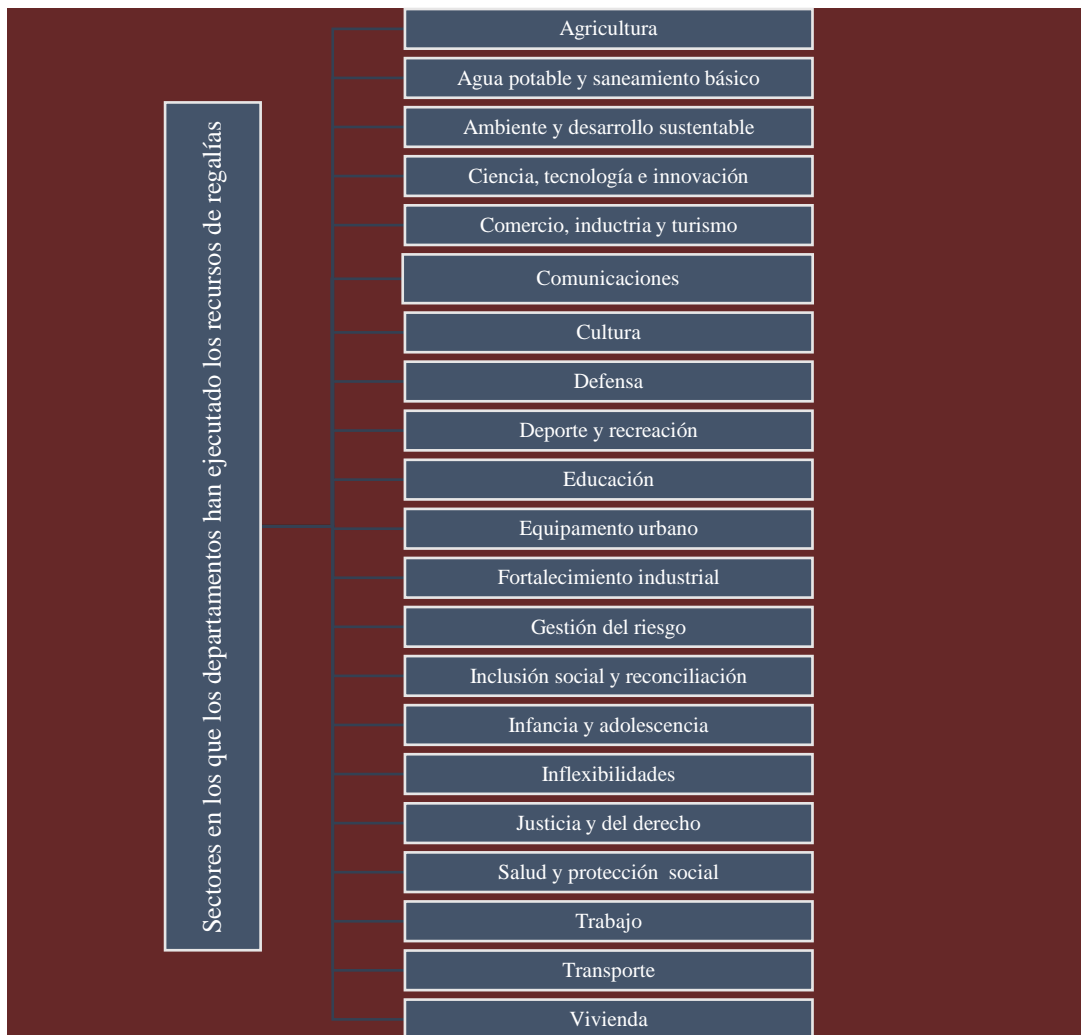 Sectores en los que los departamentos han ejecutado los recursos de regalías
Agricultura
Agua potable y saneamiento básico
Ambiente y desarrollo sustentable
Ciencia, tecnología e innovación
Comercio, inductria y turismo
Comunicaciones
Cultura
Defensa
Deporte y recreación
Educación
Equipamento urbano
Fortalecimiento industrial
Gestión del riesgo
Inclusión social y reconciliación
Infancia y adolescencia
Inflexibilidades
Justicia y del derecho
Salud y protección social
Trabajo
Transporte
Vivienda